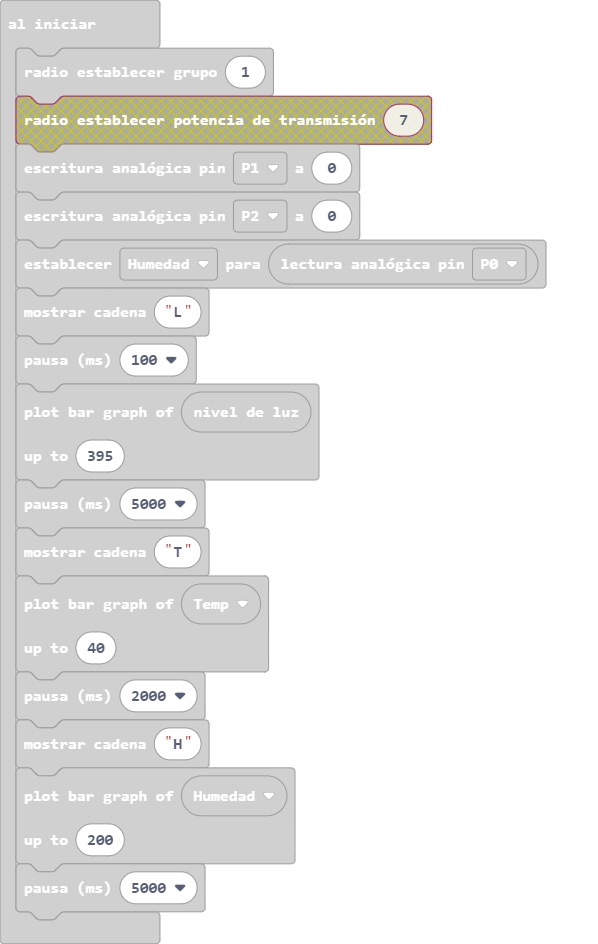 al iniciar
radio establecer grupo 1
radio establecer potencia de transmisión 7
escritura analógica pin P1 a 0
escritura analógica pin P2 a 0
establecer Humedad para lectura analógica pin P0
mostrar cadena "L"
pausa (ms) 100
plot bar graph of nivel de luz
up to 395
pausa (ms) 5000
mostrar cadena "T"
plot bar graph of Temp
up to 40
pausa (ms) 2000
mostrar cadena "H"
plot bar graph of Humedad
up to 200
pausa (ms) 5000